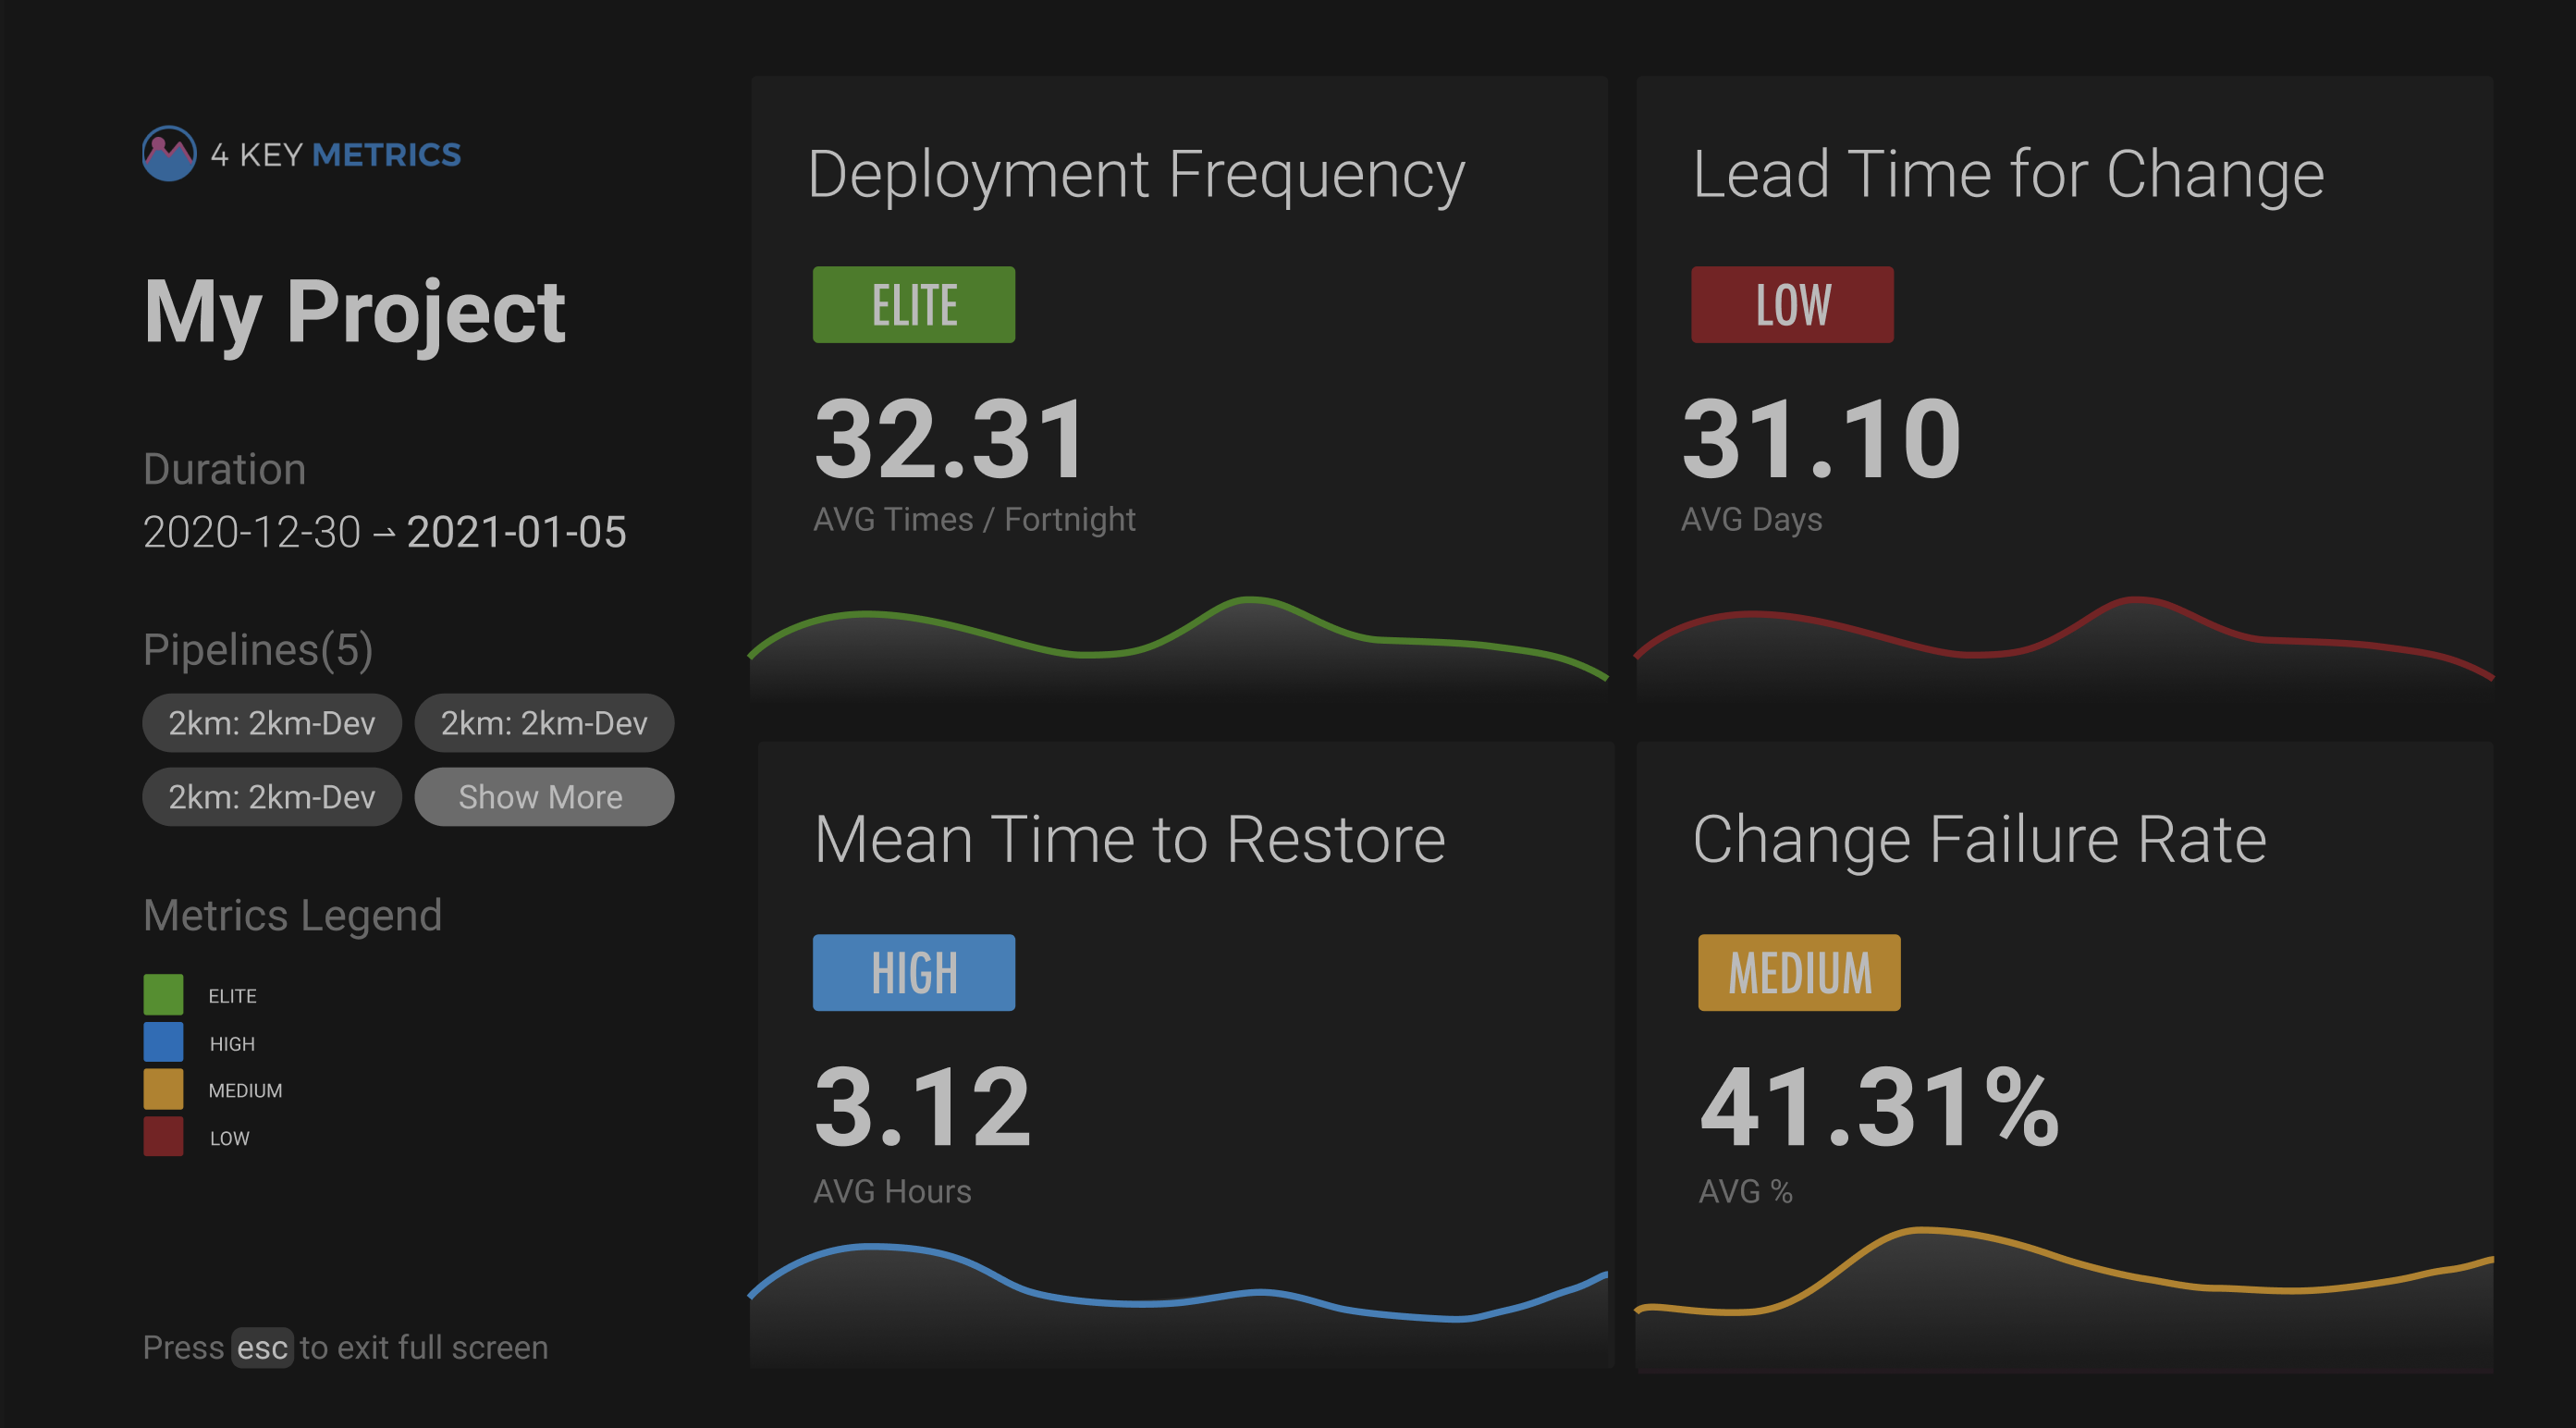 4 KEY METRICS
My Project
Duration
2020-12-30 ⇀ 2021-01-05
Pipelines(5)
2km: 2km-Dev
2km: 2km-Dev
2km: 2km-Dev
Show More
Metrics Legend
ELITE
HIGH
MEDIUM
LOW
Press esc to exit full screen
Deployment Frequency
ELITE
32.31
AVG Times / Fortnight
Lead Time for Change
LOW
31.10
AVG Days
Mean Time to Restore
HIGH
3.12
AVG Hours
Change Failure Rate
MEDIUM
41.31%
AVG %